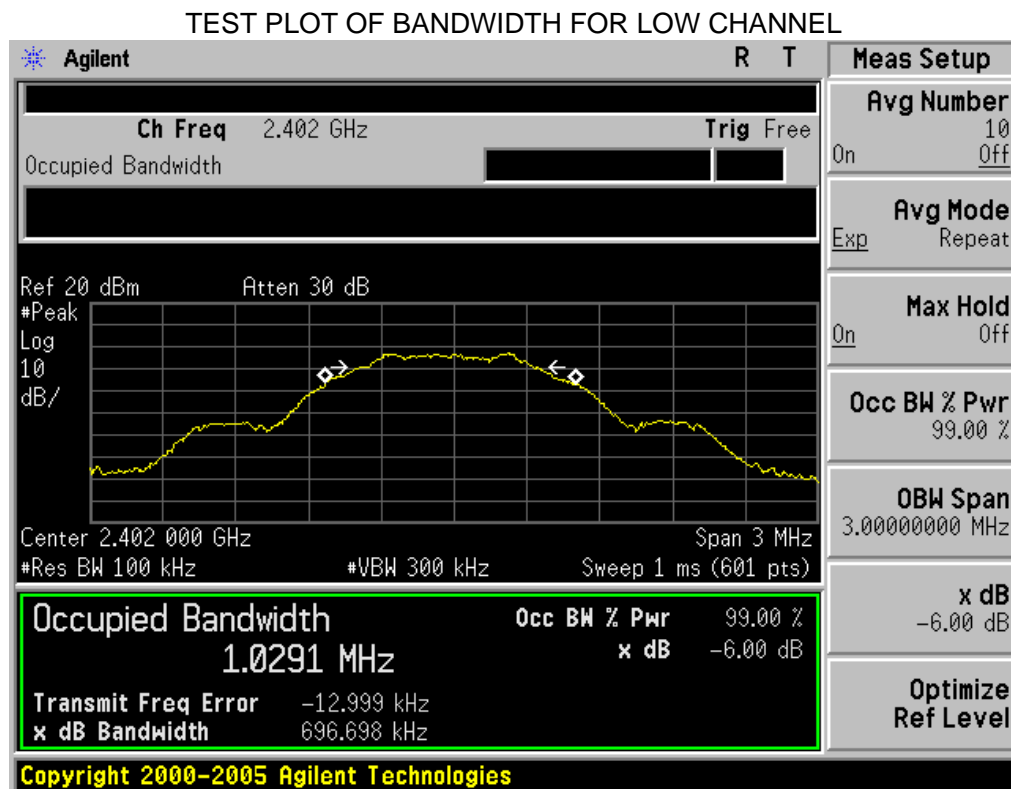 TEST PLOT OF BANDWIDTH FOR LOW CHANNEL
Agilent R T
Ch Freq 2.402 GHz Trig Free
Occupied Bandwidth
Ref 20 dBm Atten 30 dB
#Peak
Log
10
dB/
Center 2.402 000 GHz Span 3 MHz
#Res BW 100 kHz #VBW 300 kHz Sweep 1 ms (601 pts)
Occupied Bandwidth Occ BW % Pwr 99.00 %
1.0291 MHz x dB -6.00 dB
Transmit Freq Error -12.999 kHz
x dB Bandwidth 696.698 kHz
Meas Setup
Avg Number
10
On Off
Avg Mode
Exp Repeat
Max Hold
On Off
Occ BW % Pwr
99.00 %
OBW Span
3.00000000 MHz
x dB
-6.00 dB
Optimize
Ref Level
Copyright 2000-2005 Agilent Technologies